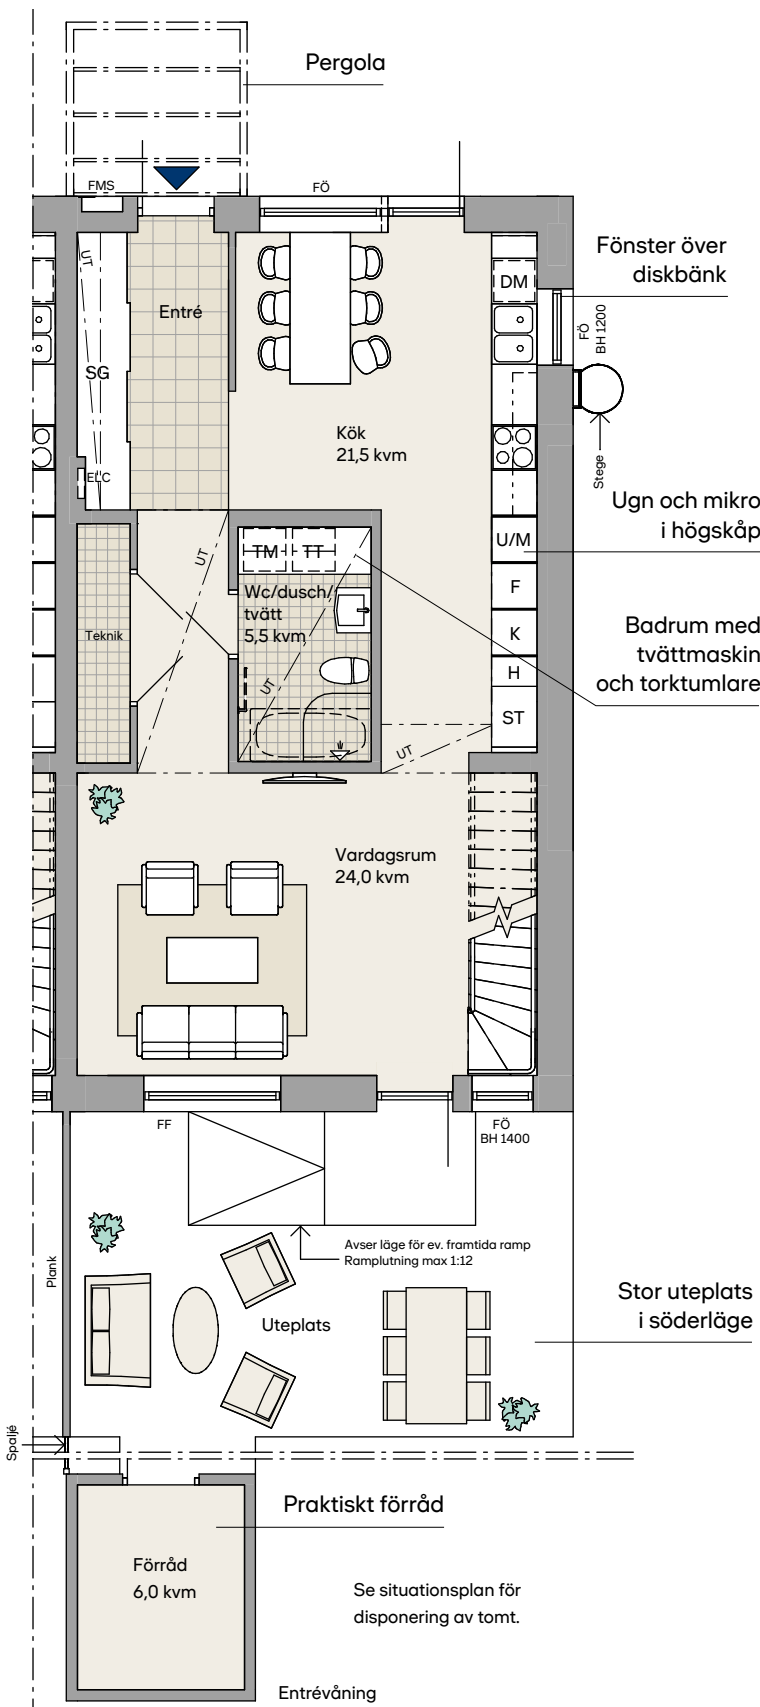 Pergola
FMS
FÖ
Fönster över
diskbänk
UT
DM
Entré
FÖ
BH 1200
SG
Kök
21,5 kvm
Stege
ELC
Ugn och mikro
i högskåp
U/M
TM
TT
UT
F
Wc/dusch/
tvätt
5,5 kvm
Teknik
K
Badrum med
tvättmaskin
och torktumlare
H
UT
ST
UT
Vardagsrum
24,0 kvm
FF
FÖ
BH 1400
Avser läge för ev. framtida ramp
Ramplutning max 1:12
Plank
Uteplats
Stor uteplats
i söderläge
Spaljé
Praktiskt förråd
Förråd
6,0 kvm
Se situationsplan för
disponering av tomt.
Entrévåning